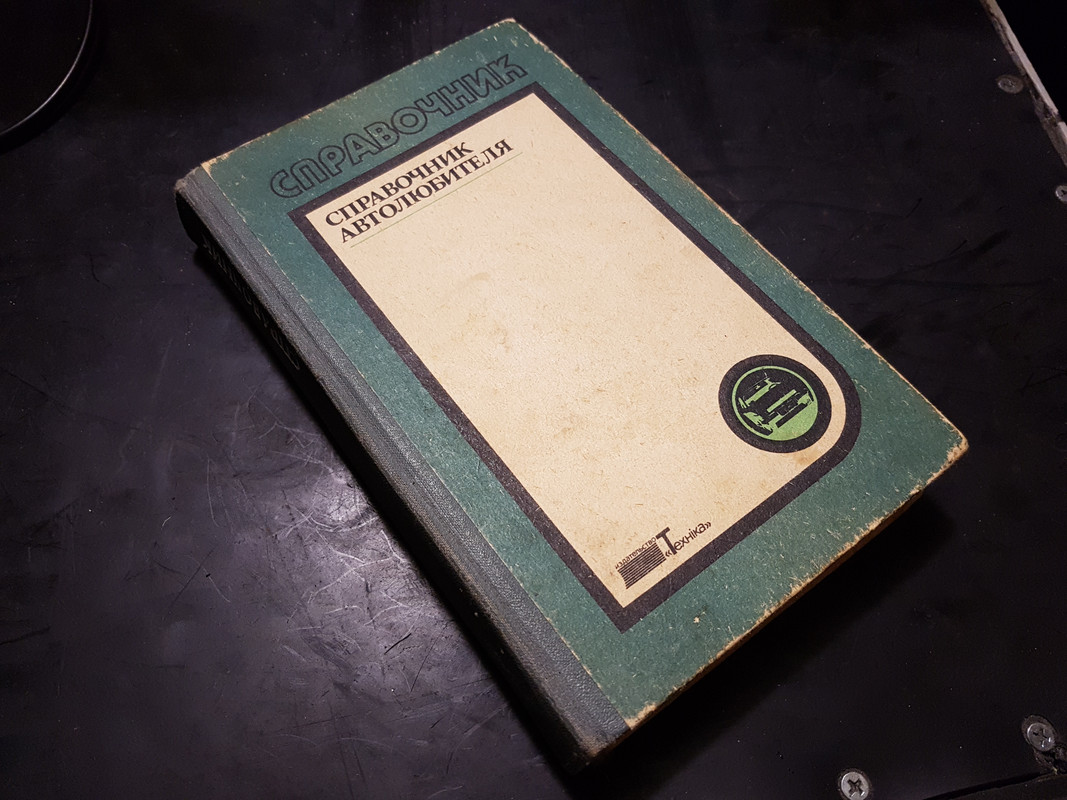 СПРАВОЧНИК
СПРАВОЧНИК
АВТОЛЮБИТЕЛЯ
издательство
«Техніка»